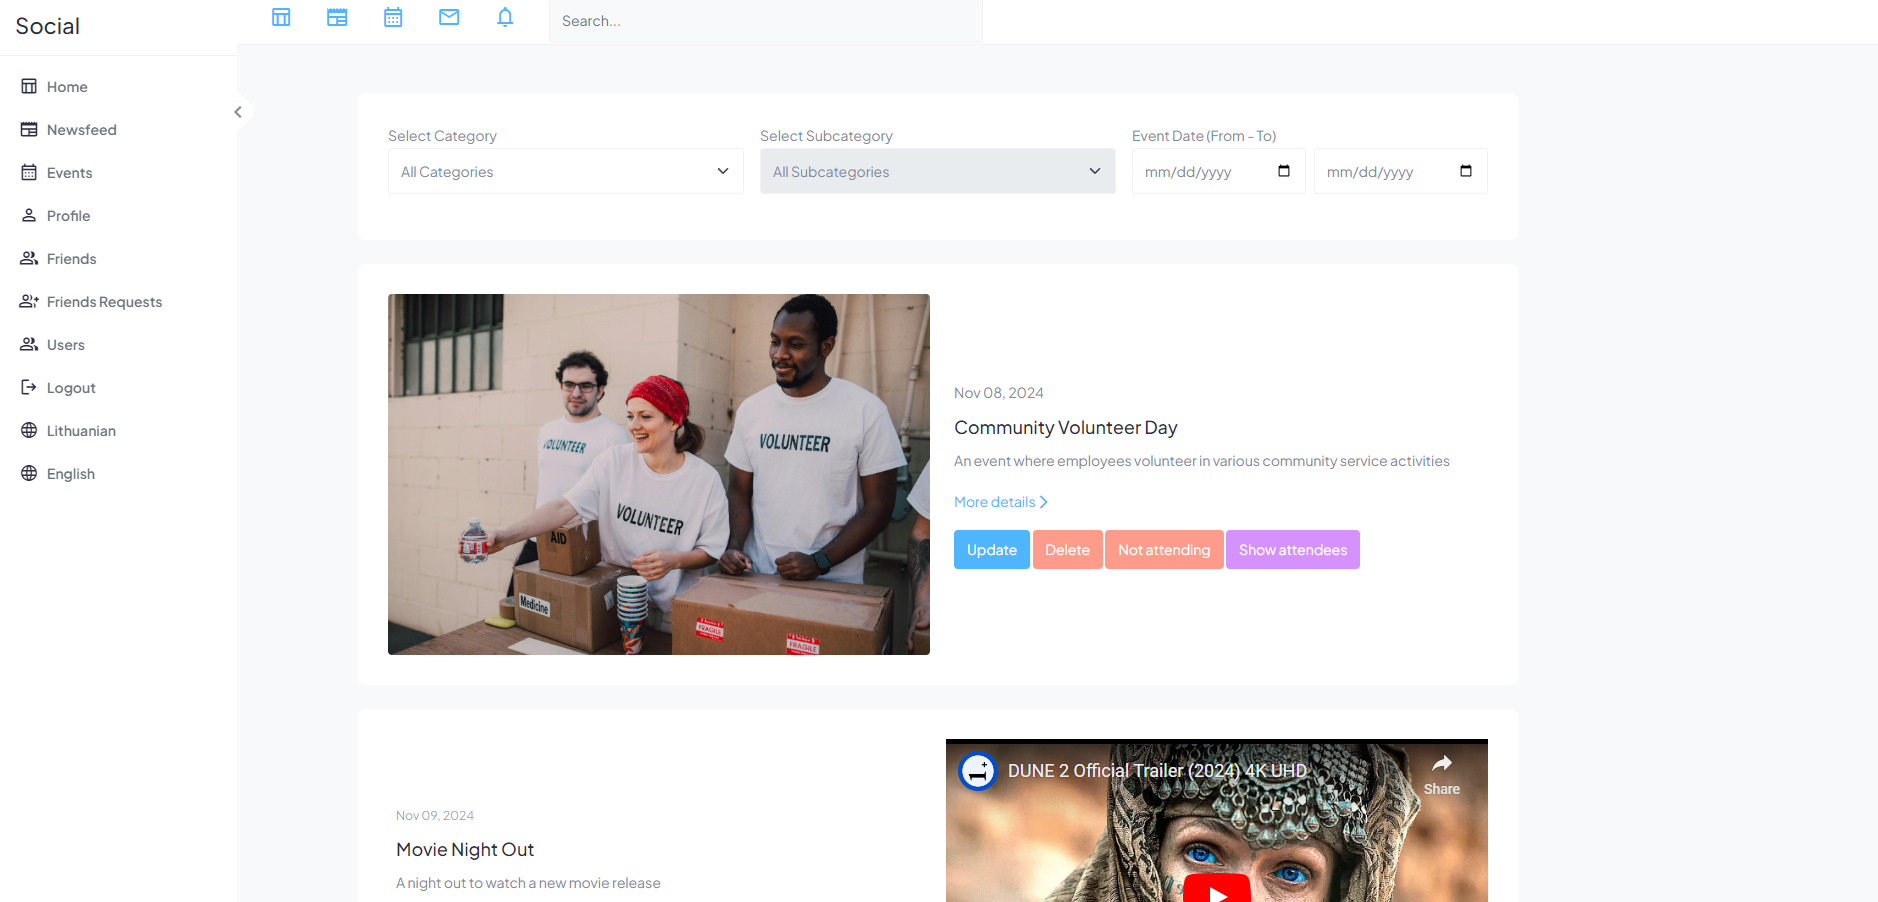 Social
Search...
Home
Newsfeed
Events
Profile
Friends
Friends Requests
Users
Logout
Lithuanian
English
Select Category
All Categories
Select Subcategory
All Subcategories
Event Date (From - To)
mm/dd/yyyy
mm/dd/yyyy
VOLUNTEER
VOLUNTEER
VOLUNTEER
AID
Medicine
FRAGILE
FRAGILE
Nov 08, 2024
Community Volunteer Day
An event where employees volunteer in various community service activities
More details
Update
Delete
Not attending
Show attendees
Nov 09, 2024
Movie Night Out
A night out to watch a new movie release
DUNE 2 Official Trailer (2024) 4K UHD
Share